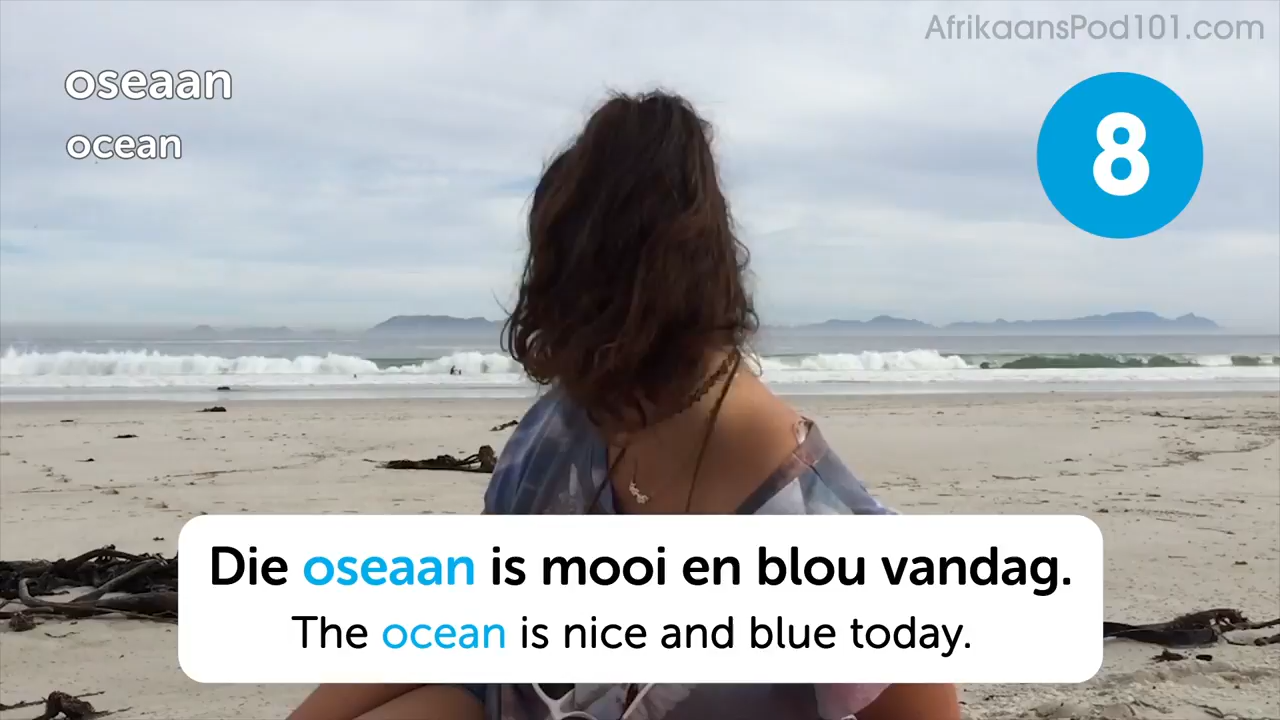 AfrikaansPod101.com
oseaan
ocean
8
Die oseaan is mooi en blou vandag.
The ocean is nice and blue today.